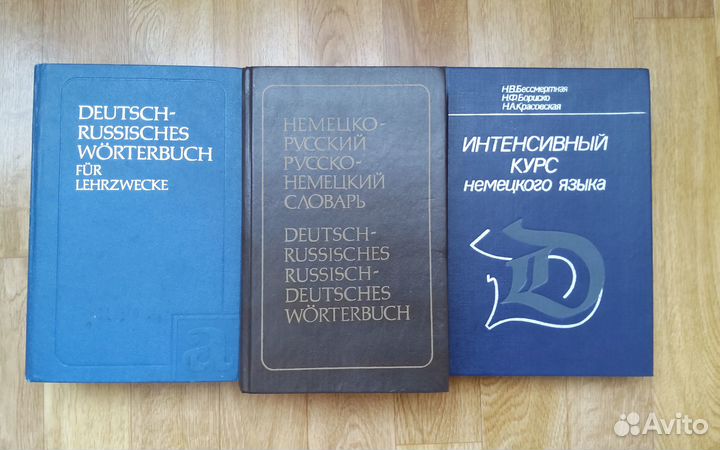 DEUTSCH-
RUSSISCHES
WÖRTERBUCH
FÜR
LEHRZWECKE
a
НЕМЕЦКО-
РУССКИЙ
РУССКО-
НЕМЕЦКИЙ
СЛОВАРЬ
DEUTSCH-
RUSSISCHES
RUSSISCH-
DEUTSCHES
WÖRTERBUCH
Н.В.Бессмертная
Н.Ф.Бориско
Н.А.Красовская
ИНТЕНСИВНЫЙ
КУРС
немецкого языка
D
Avito